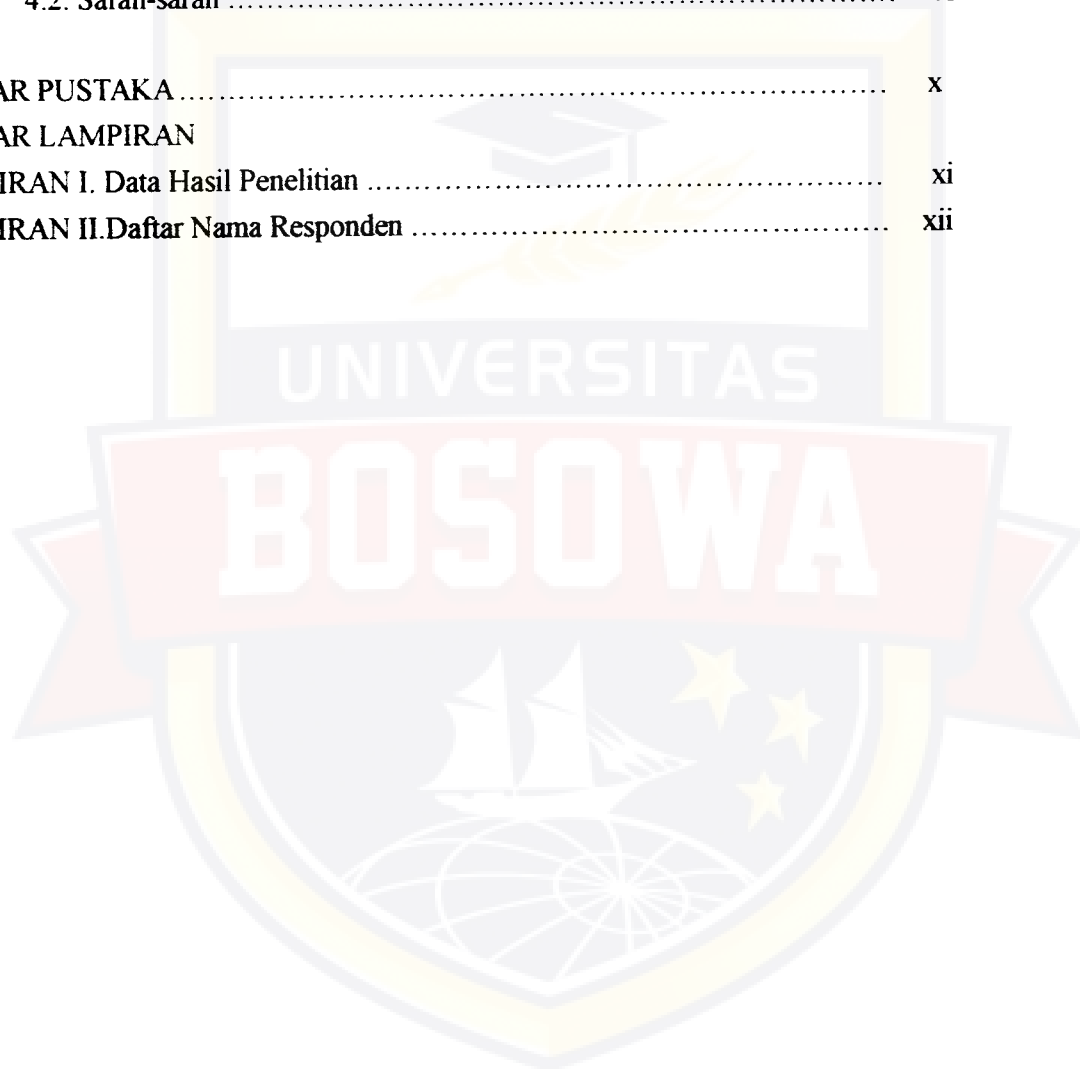 4.2. Saran-saran ........................................................................
AR PUSTAKA ........................................................................ x
AR LAMPIRAN
IRAN I. Data Hasil Penelitian ........................................................ xi
IRAN II.Daftar Nama Responden .................................................. xii
UNIVERSITAS
BOSOWA